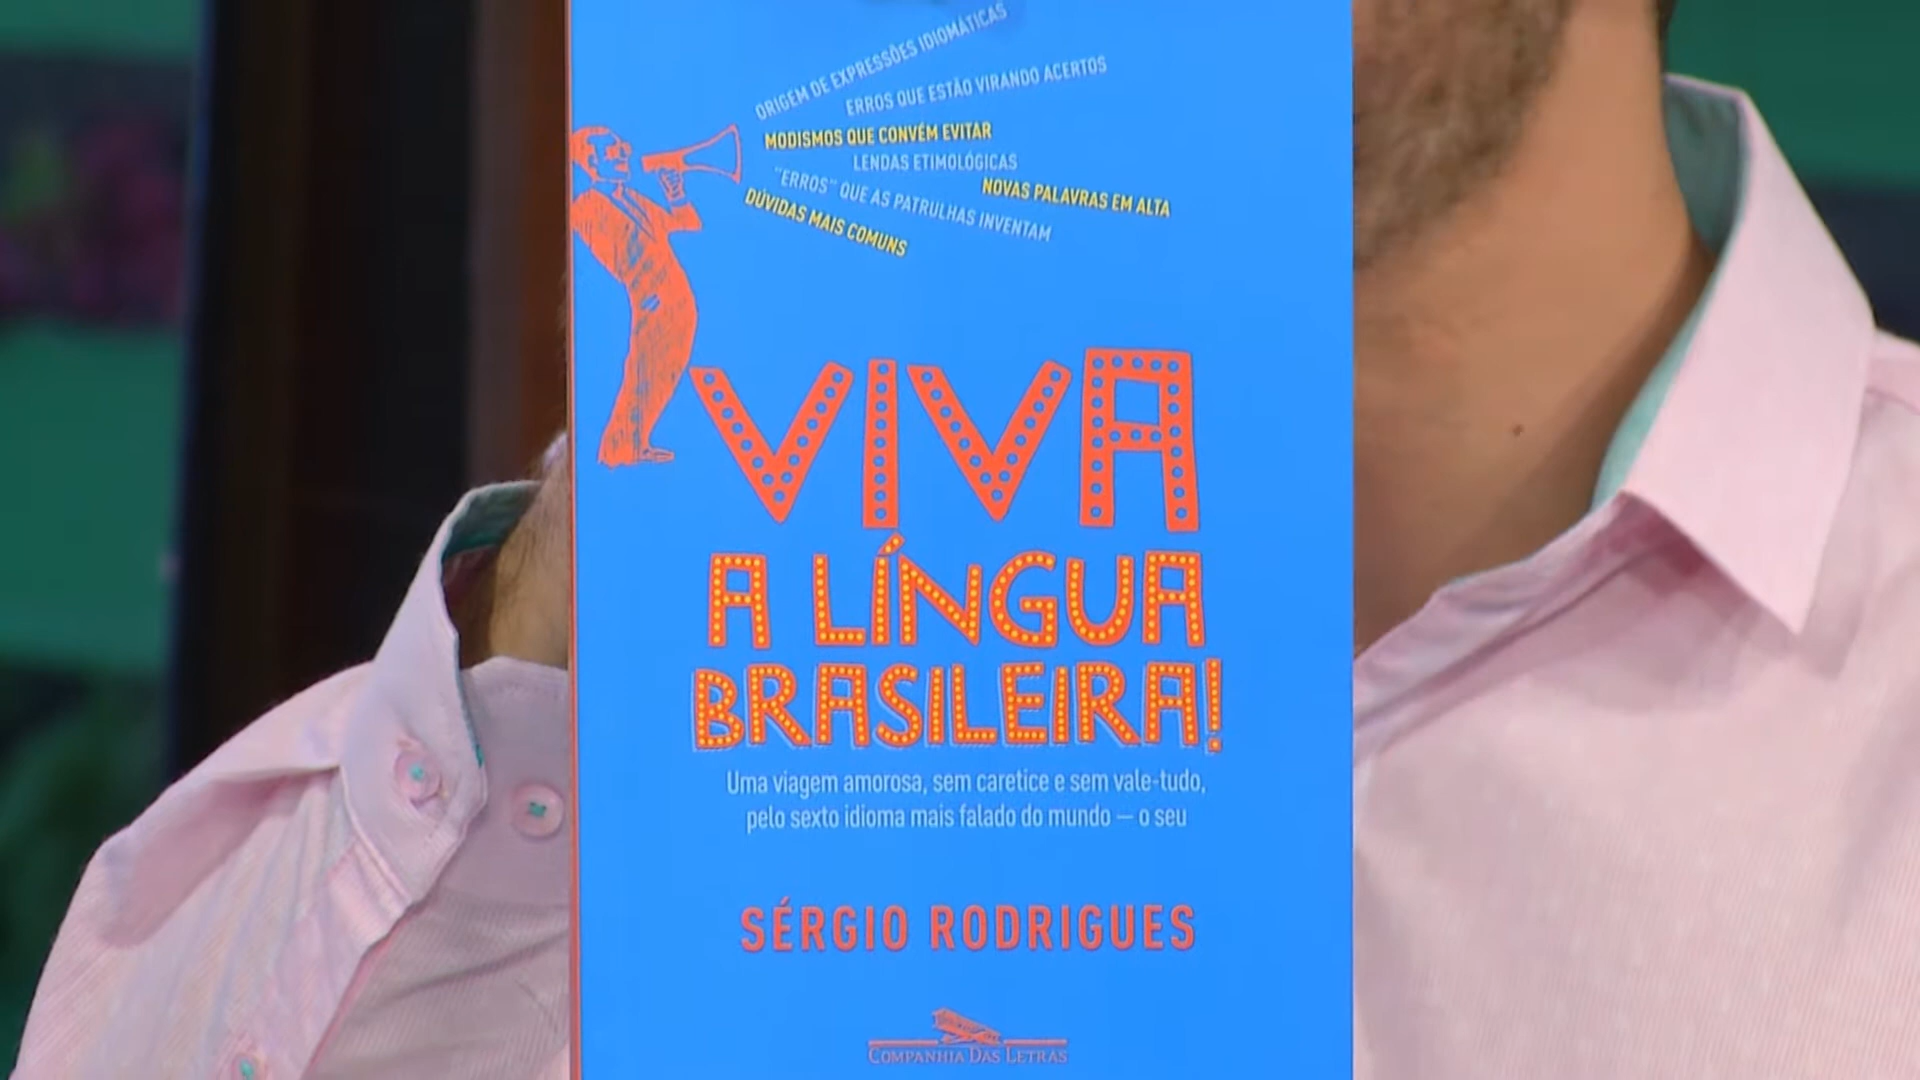 ORIGEM DE EXPRESSÕES IDIOMÁTICAS
ERROS QUE ESTÃO VIRANDO ACERTOS
MODISMOS QUE CONVÉM EVITAR
LENDAS ETIMOLÓGICAS
"ERROS" QUE AS PATRULHAS INVENTAM
NOVAS PALAVRAS EM ALTA
DÚVIDAS MAIS COMUNS
VIVA
A LÍNGUA
BRASILEIRA!
Uma viagem amorosa, sem caretice e sem vale-tudo,
pelo sexto idioma mais falado do mundo — o seu
SÉRGIO RODRIGUES
COMPANHIA DAS LETRAS